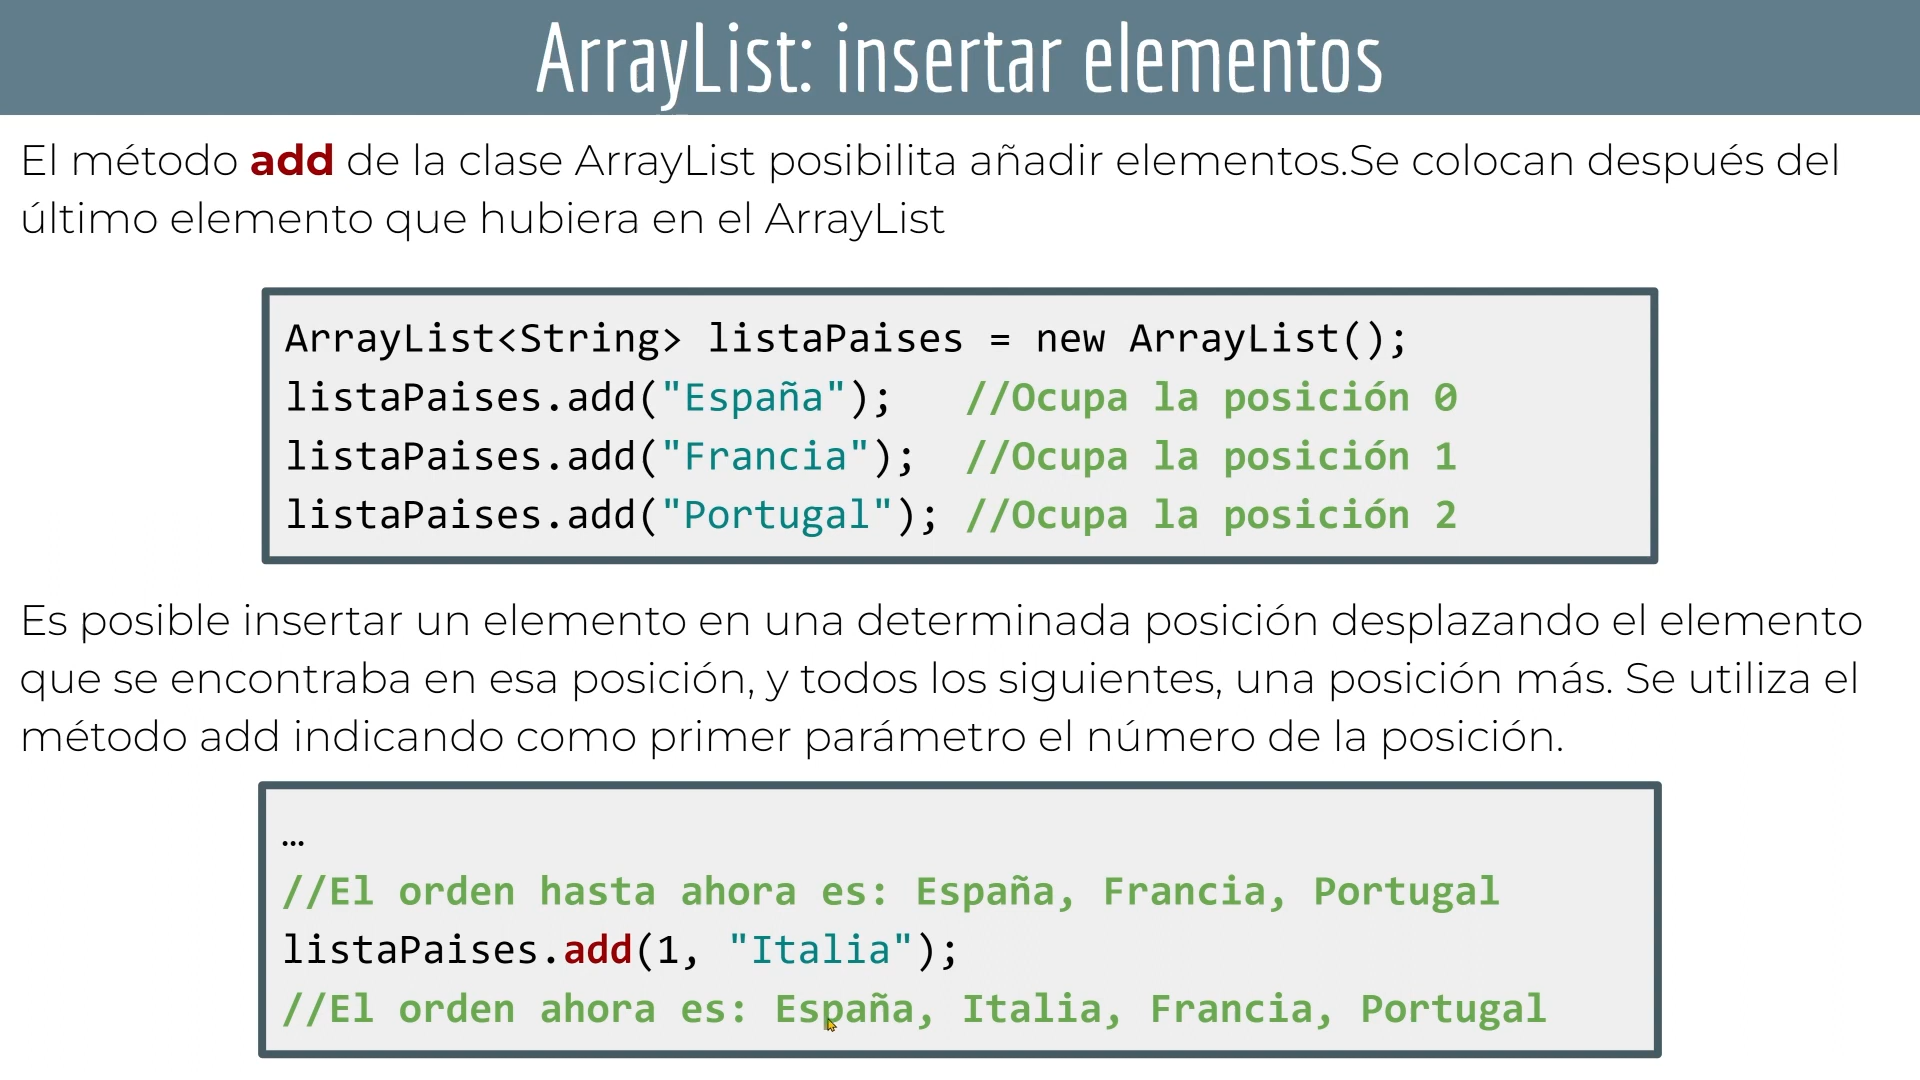 ArrayList: insertar elementos
El método add de la clase ArrayList posibilita añadir elementos.Se colocan después del
último elemento que hubiera en el ArrayList
ArrayList<String> listaPaises = new ArrayList();
listaPaises.add("España");   //Ocupa la posición 0
listaPaises.add("Francia");  //Ocupa la posición 1
listaPaises.add("Portugal"); //Ocupa la posición 2
Es posible insertar un elemento en una determinada posición desplazando el elemento
que se encontraba en esa posición, y todos los siguientes, una posición más. Se utiliza el
método add indicando como primer parámetro el número de la posición.
…
//El orden hasta ahora es: España, Francia, Portugal
listaPaises.add(1, "Italia");
//El orden ahora es: España, Italia, Francia, Portugal